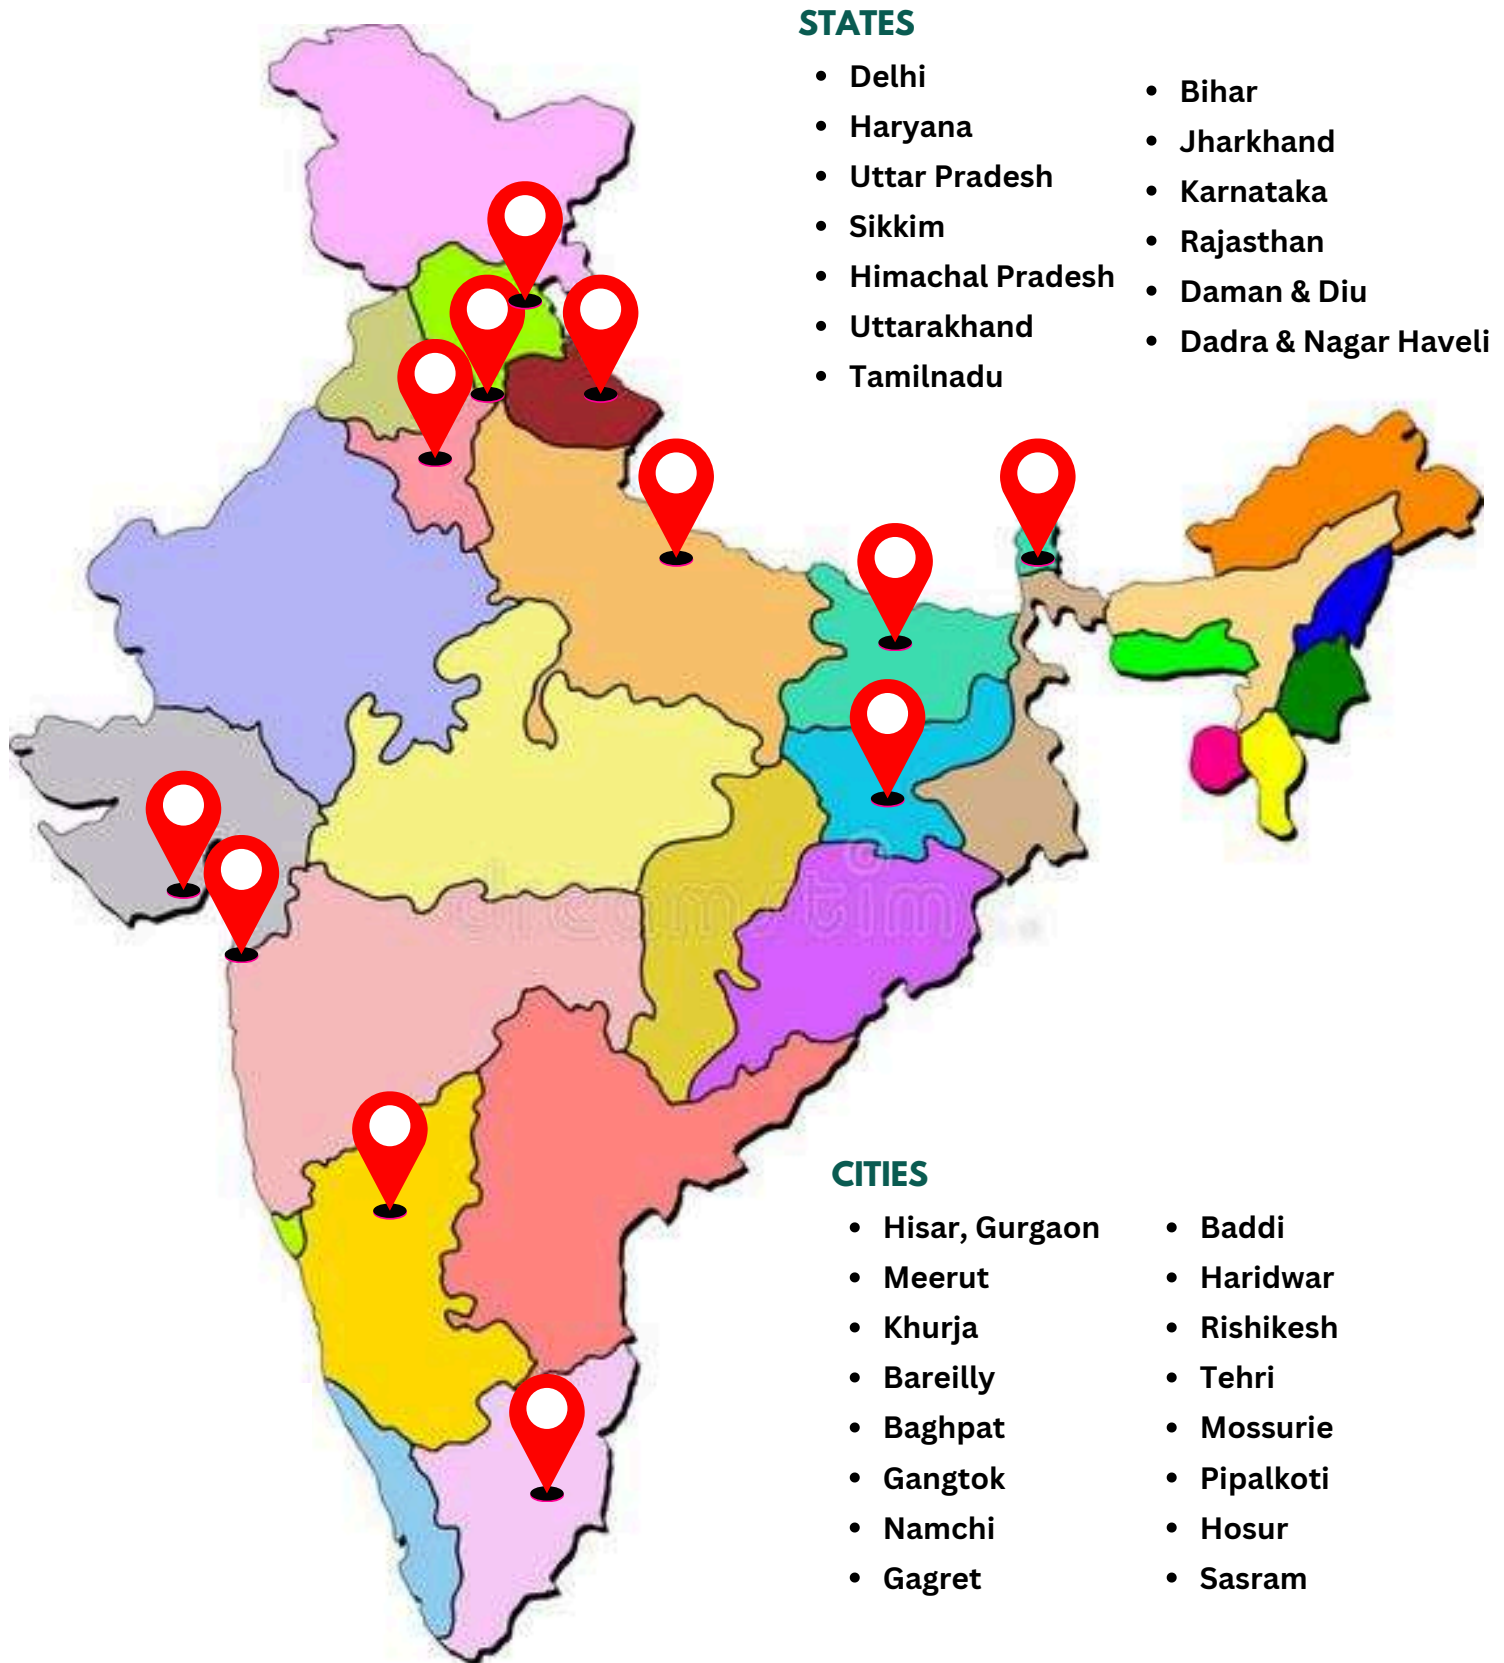 STATES
Delhi
Haryana
Uttar Pradesh
Sikkim
Himachal Pradesh
Uttarakhand
Tamilnadu
Bihar
Jharkhand
Karnataka
Rajasthan
Daman & Diu
Dadra & Nagar Haveli
dreamstim
CITIES
Hisar, Gurgaon
Meerut
Khurja
Bareilly
Baghpat
Gangtok
Namchi
Gagret
Baddi
Haridwar
Rishikesh
Tehri
Mossurie
Pipalkoti
Hosur
Sasram